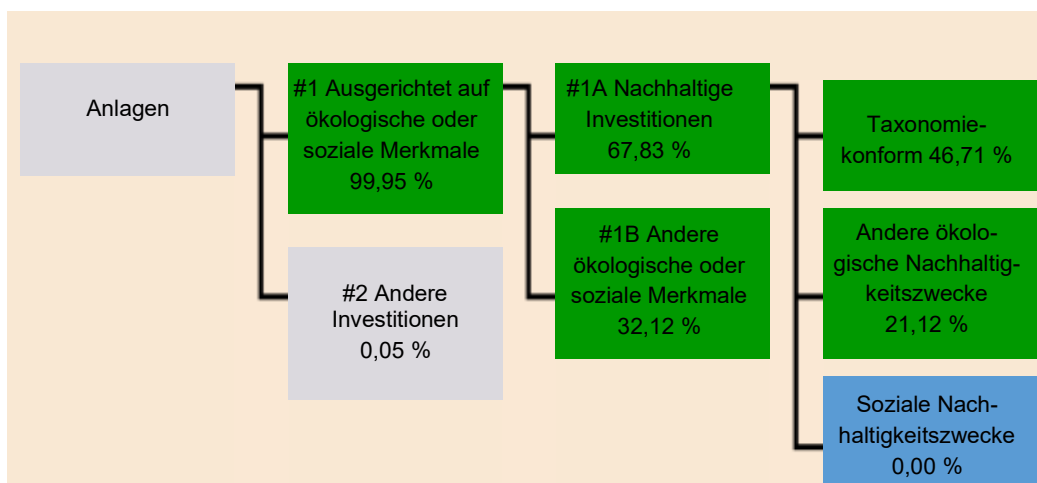 Anlagen
#1 Ausgerichtet auf
ökologische oder
soziale Merkmale
99,95 %
#2 Andere
Investitionen
0,05 %
#1A Nachhaltige
Investitionen
67,83 %
#1B Andere
ökologische oder
soziale Merkmale
32,12 %
Taxonomie-
konform 46,71 %
Andere ökolo-
gische Nachhaltig-
keitszwecke
21,12 %
Soziale Nach-
haltigkeitszwecke
0,00 %